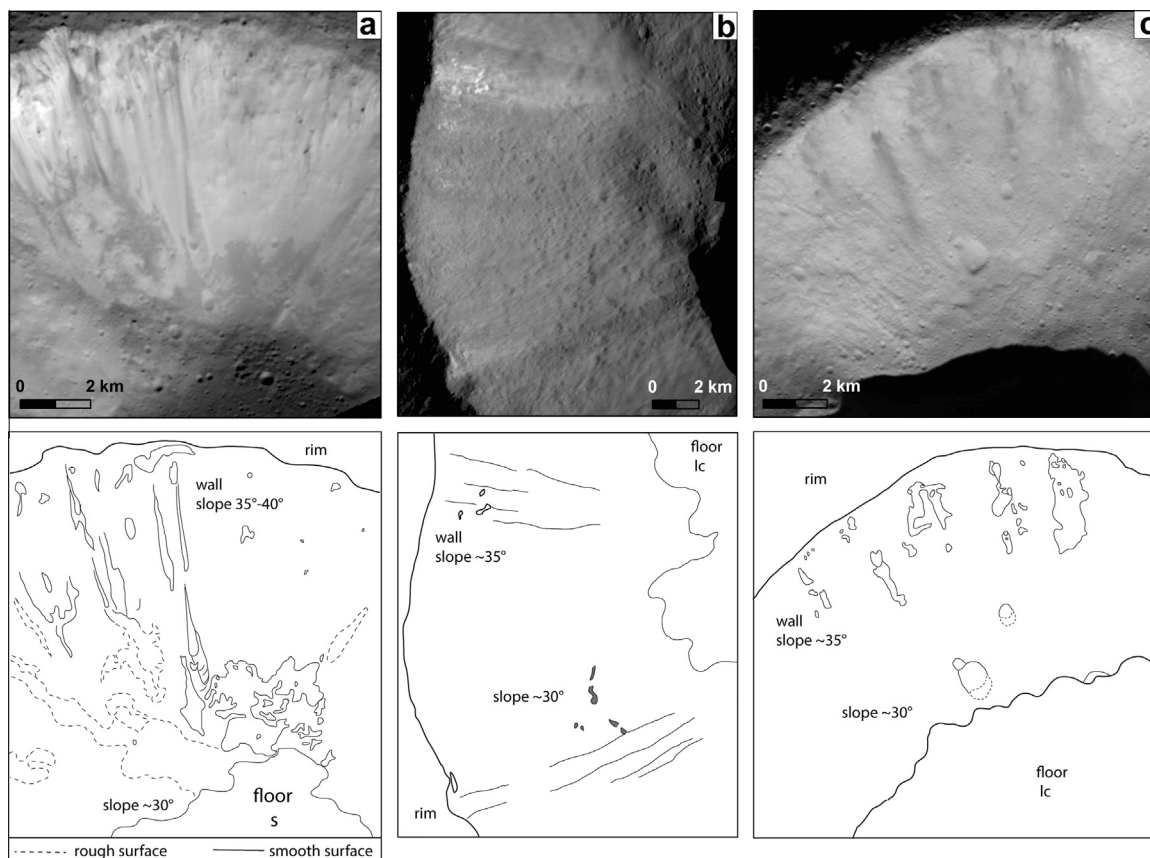 a
b
c
0 2 km
0 2 km
0 2 km
rim
wall
slope 35°-40°
slope ~30°
floor
s
rough surface
smooth surface
floor
lc
wall
slope ~35°
slope ~30°
rim
rim
wall
slope ~35°
slope ~30°
floor
lc